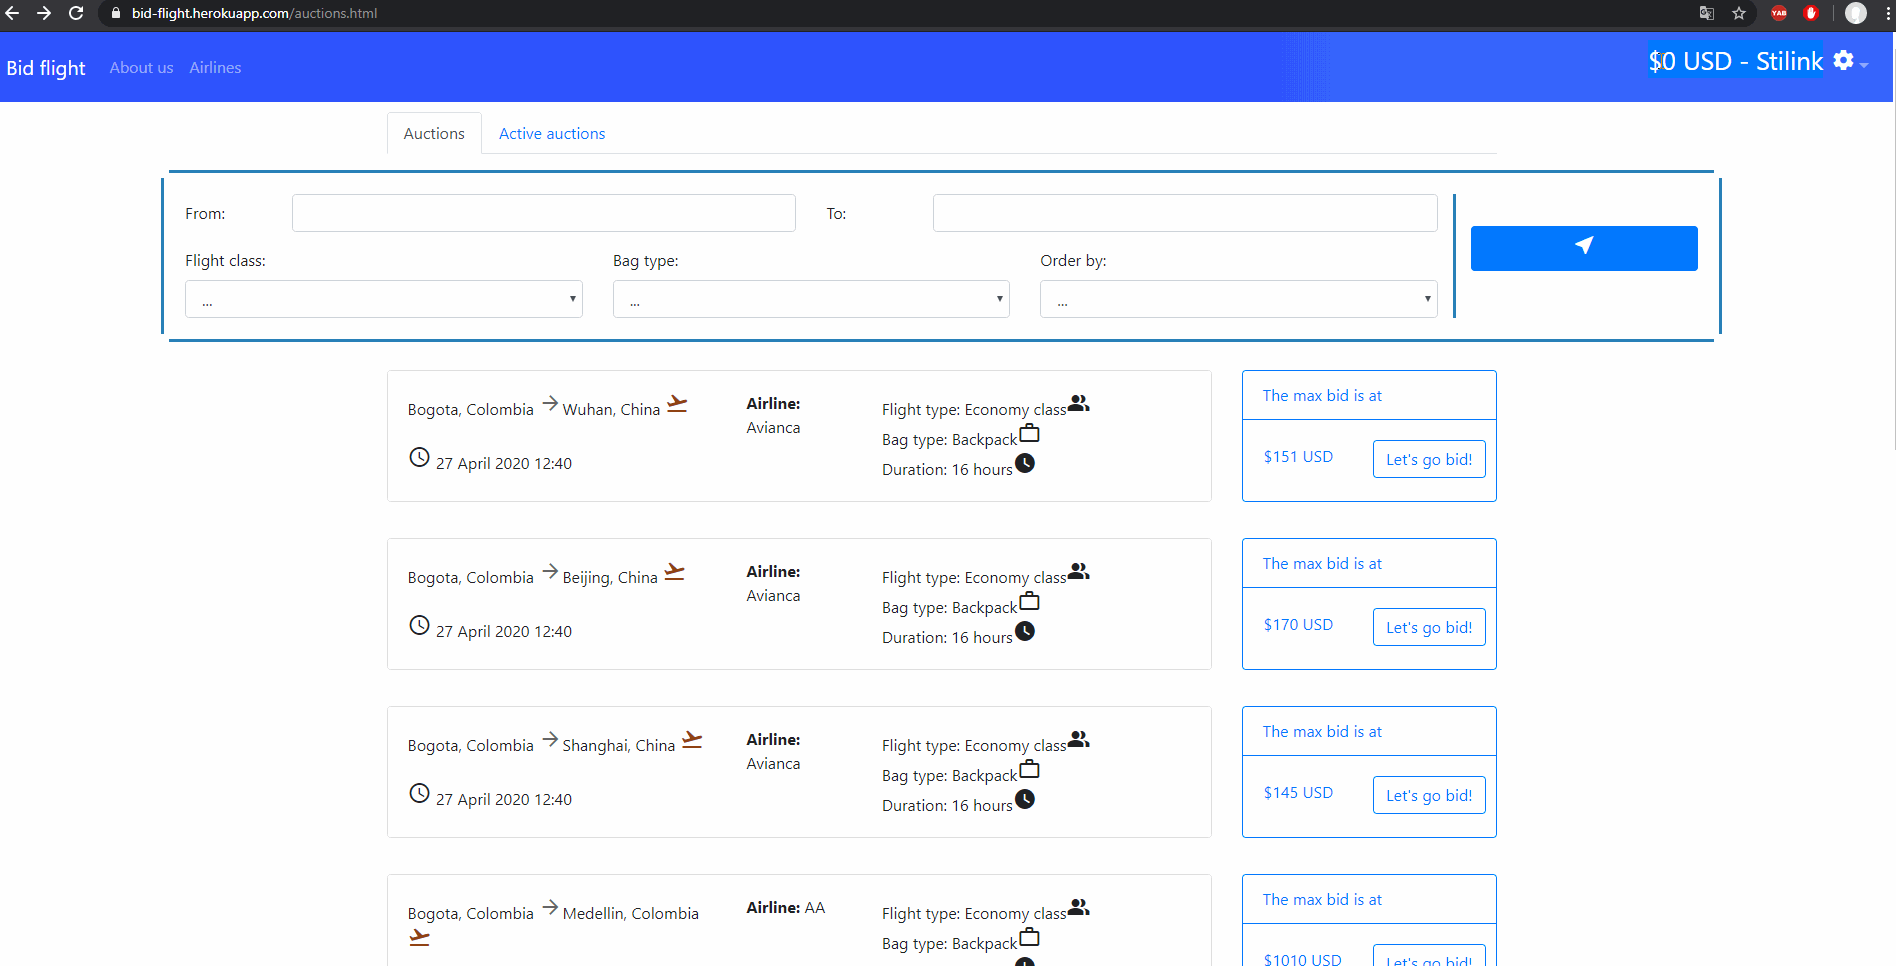 bid-flight.herokuapp.com/auctions.html
YAB
Bid flight About us Airlines $0 USD - Stilink
Auctions Active auctions
From: To:
Flight class: Bag type: Order by:
... ... ...
Bogota, Colombia Wuhan, China Airline: Flight type: Economy class The max bid is at
Avianca Bag type: Backpack
27 April 2020 12:40 Duration: 16 hours $151 USD Let's go bid!
Bogota, Colombia Beijing, China Airline: Flight type: Economy class The max bid is at
Avianca Bag type: Backpack
27 April 2020 12:40 Duration: 16 hours $170 USD Let's go bid!
Bogota, Colombia Shanghai, China Airline: Flight type: Economy class The max bid is at
Avianca Bag type: Backpack
27 April 2020 12:40 Duration: 16 hours $145 USD Let's go bid!
Bogota, Colombia Medellin, Colombia Airline: AA Flight type: Economy class The max bid is at
Bag type: Backpack
$1010 USD Let's go bid!